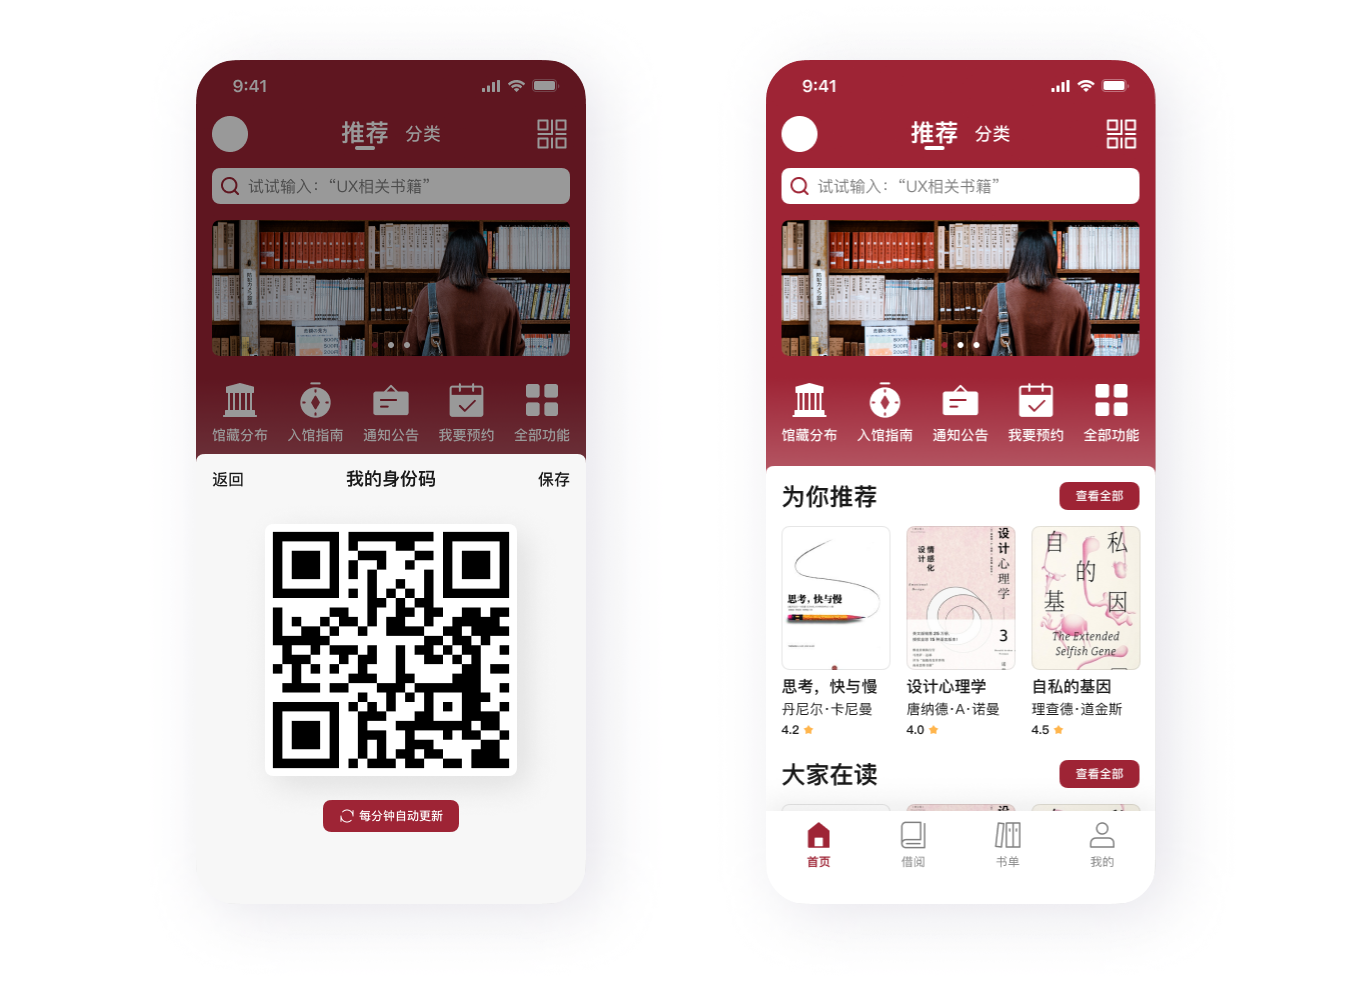 9:41
推荐 分类
试试输入：“UX相关书籍”
馆藏分布 入馆指南 通知公告 我要预约 全部功能
返回 我的身份码 保存
每分钟自动更新
9:41
推荐 分类
试试输入：“UX相关书籍”
馆藏分布 入馆指南 通知公告 我要预约 全部功能
为你推荐 查看全部
思考，快与慢
设计心理学
情感化
设计
3
自私的基因
The Extended
Selfish Gene
思考，快与慢 设计心理学 自私的基因
丹尼尔·卡尼曼 唐纳德·A·诺曼 理查德·道金斯
4.2 4.0 4.5
大家在读 查看全部
首页 借阅 书单 我的